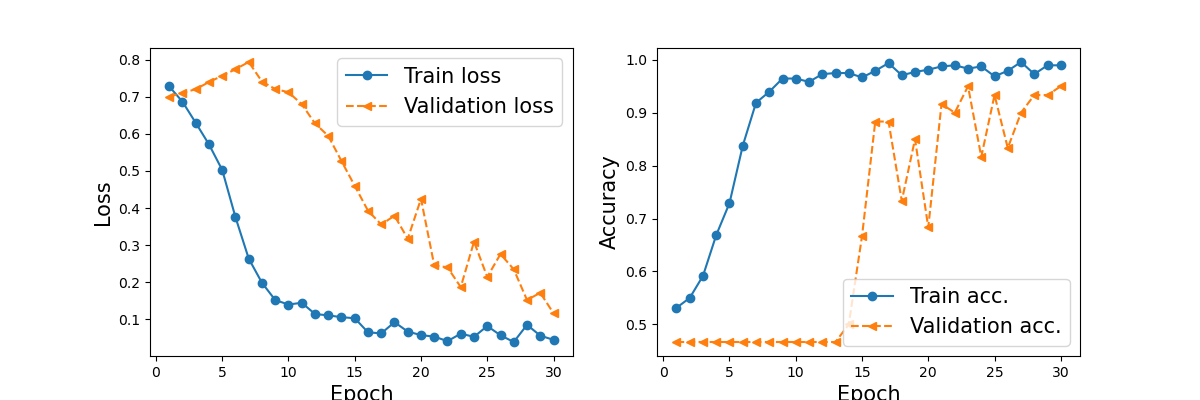 0.8
0.7
0.6
0.5
0.4
0.3
0.2
0.1
Loss
0 5 10 15 20 25 30
Epoch
Train loss
Validation loss
1.0
0.9
0.8
0.7
0.6
0.5
Accuracy
0 5 10 15 20 25 30
Epoch
Train acc.
Validation acc.